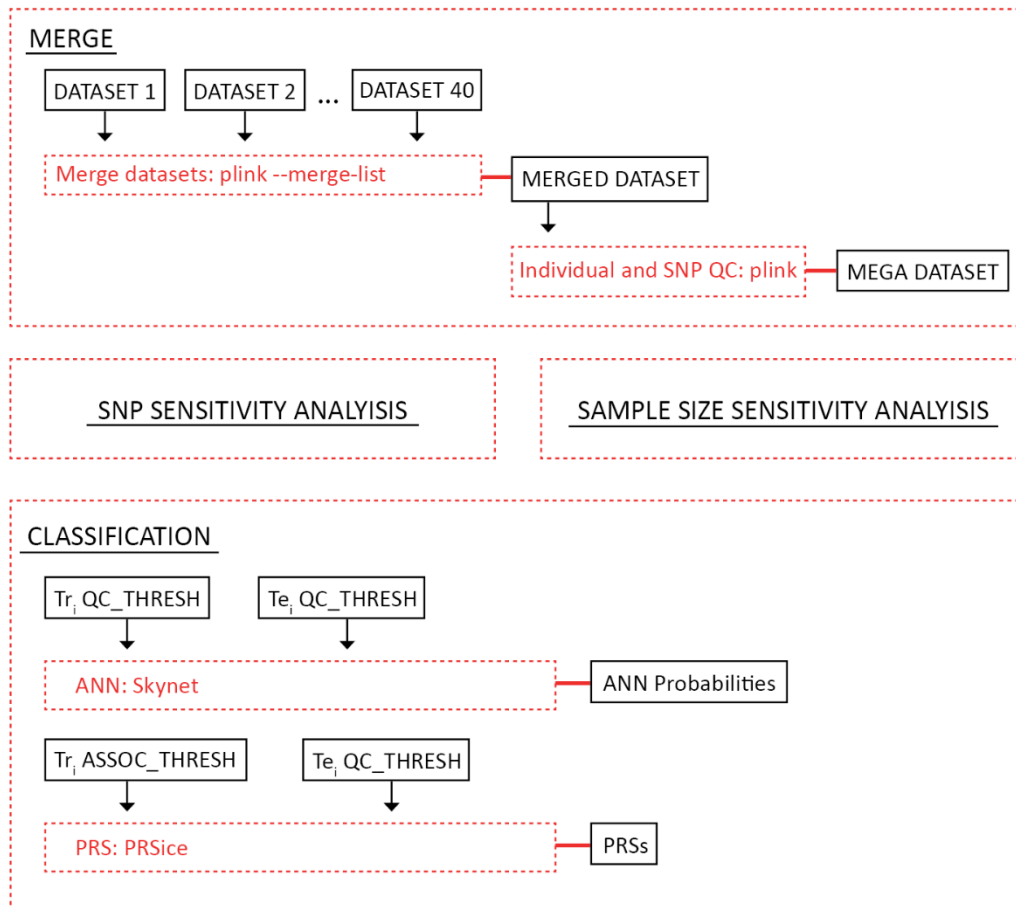 MERGE
DATASET 1
DATASET 2
...
DATASET 40
Merge datasets: plink --merge-list
MERGED DATASET
Individual and SNP QC: plink
MEGA DATASET
SNP SENSITIVITY ANALYISIS
SAMPLE SIZE SENSITIVITY ANALYISIS
CLASSIFICATION
Tri QC_THRESH
Tei QC_THRESH
ANN: Skynet
ANN Probabilities
Tri ASSOC_THRESH
Tei QC_THRESH
PRS: PRSice
PRSs